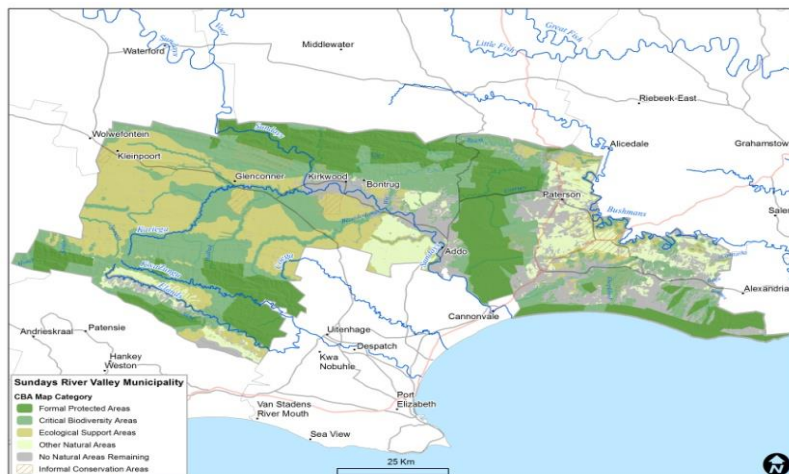 Great Fish
Little Fish
Waterford
Middlewater
Riebeek-East
Wolwefontein
Kleinpoort
Sundays
Alicedale
Grahamstown
Glenconner
Kirkwood
Bontrug
Paterson
Bushmans
Addo
Sundays
Alexandria
Cannonvale
Andrieskraal
Patensie
Uitenhage
Despatch
Hankey
Weston
Kwa
Nobuhle
Port
Elizabeth
Van Stadens
River Mouth
Sea View
Sundays River Valley Municipality
CBA Map Category
Formal Protected Areas
Critical Biodiversity Areas
Ecological Support Areas
Other Natural Areas
No Natural Areas Remaining
Informal Conservation Areas
25 Km